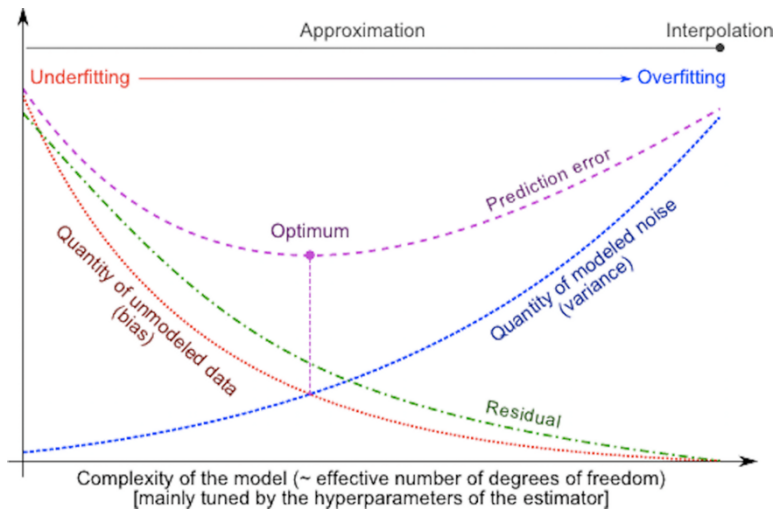 Approximation
Interpolation
Underfitting
Overfitting
Prediction error
Optimum
Quantity of unmodeled data
(bias)
Quantity of modeled noise
(variance)
Residual
Complexity of the model (~ effective number of degrees of freedom)
[mainly tuned by the hyperparameters of the estimator]